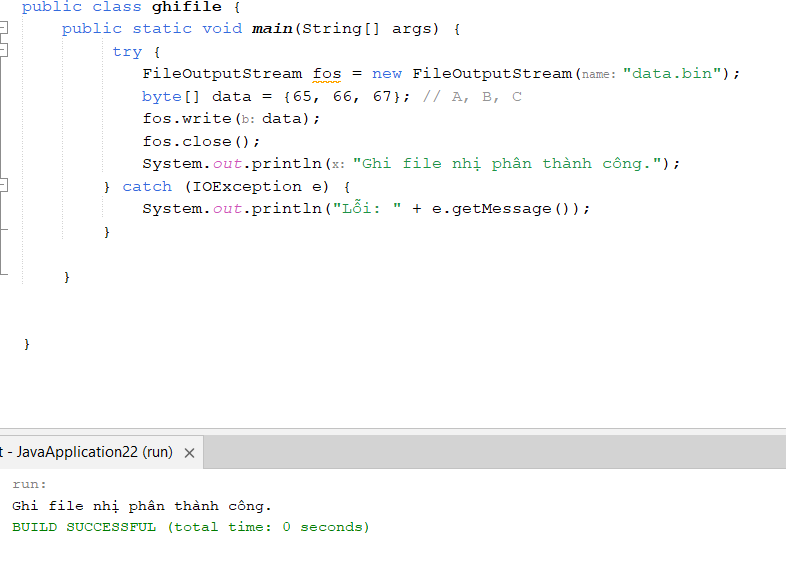 public class ghifile {
public static void main(String[] args) {
try {
FileOutputStream fos = new FileOutputStream(name: "data.bin");
byte[] data = {65, 66, 67}; // A, B, C
fos.write(b: data);
fos.close();
System.out.println(x: "Ghi file nhị phân thành công.");
} catch (IOException e) {
System.out.println("Lỗi: " + e.getMessage());
}
}
}
t - JavaApplication22 (run) ×
run:
Ghi file nhị phân thành công.
BUILD SUCCESSFUL (total time: 0 seconds)